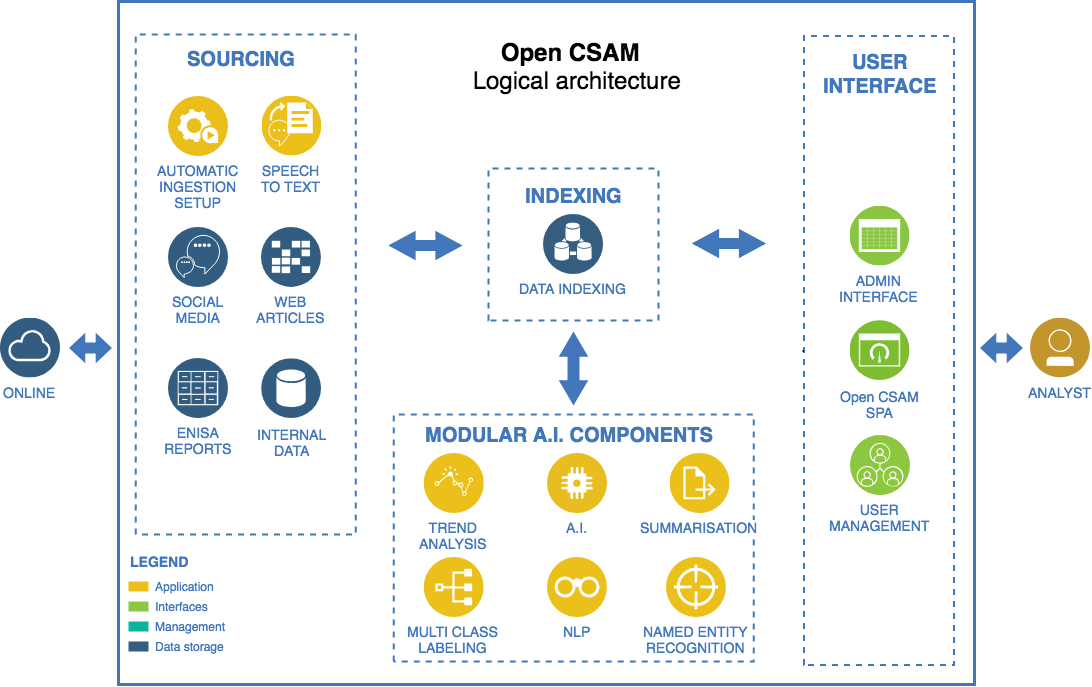 Open CSAM
Logical architecture
SOURCING
AUTOMATIC
INGESTION
SETUP
SPEECH
TO TEXT
SOCIAL
MEDIA
WEB
ARTICLES
ENISA
REPORTS
INTERNAL
DATA
ONLINE
INDEXING
DATA INDEXING
MODULAR A.I. COMPONENTS
TREND
ANALYSIS
A.I.
SUMMARISATION
MULTI CLASS
LABELING
NLP
NAMED ENTITY
RECOGNITION
USER
INTERFACE
ADMIN
INTERFACE
Open CSAM
SPA
USER
MANAGEMENT
ANALYST
LEGEND
Application
Interfaces
Management
Data storage